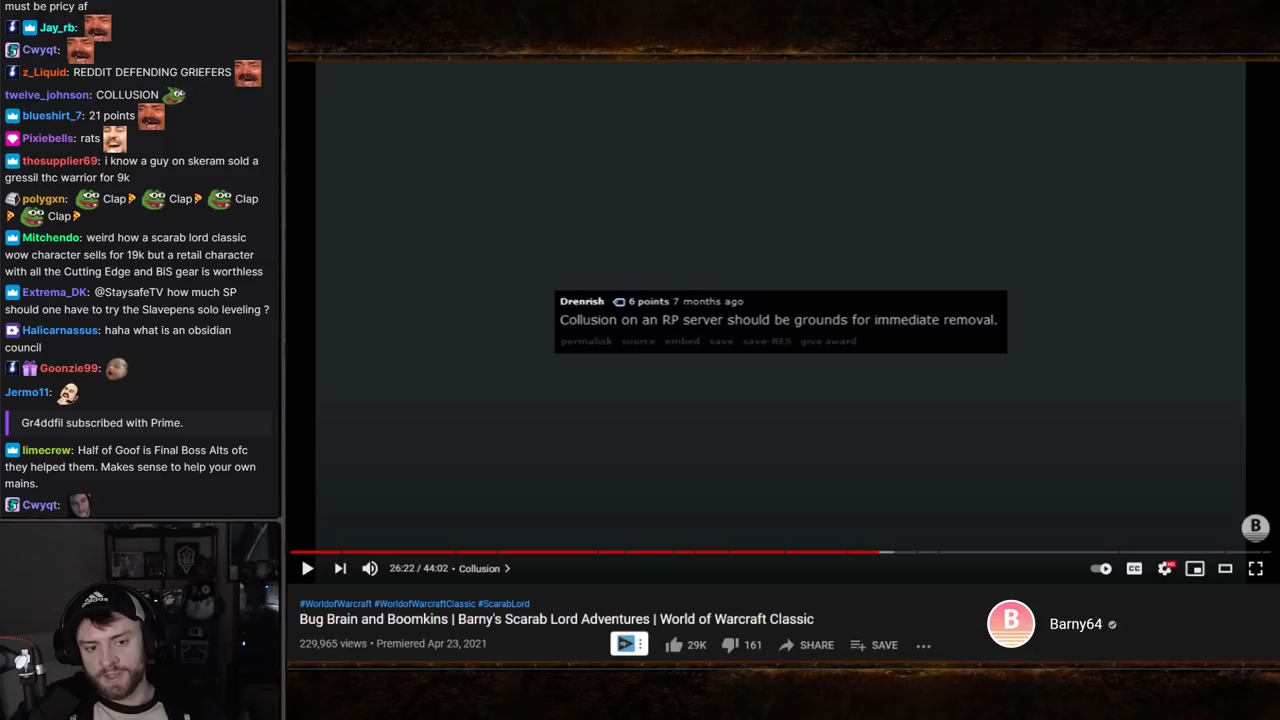 must be pricy af
Jay_rb:
Cwyqt:
z_Liquid: REDDIT DEFENDING GRIEFERS
twelve_johnson: COLLUSION
blueshirt_7: 21 points
Pixiebells: rats
thesupplier69: i know a guy on skeram sold a
gressil thc warrior for 9k
polygxn: Clap Clap Clap
Clap
Mitchendo: weird how a scarab lord classic
wow character sells for 19k but a retail character
with all the Cutting Edge and BiS gear is worthless
Extrema_DK: @StaysafeTV how much SP
should one have to try the Slavepens solo leveling ?
Halicarnassus: haha what is an obsidian
council
Goonzie99:
Jermo11:
Gr4ddfil subscribed with Prime.
limecrew: Half of Goof is Final Boss Alts ofc
they helped them. Makes sense to help your own
mains.
Cwyqt:
Drenrish 6 points 7 months ago
Collusion on an RP server should be grounds for immediate removal.
permalink source embed save save-RES give award
B
26:22 / 44:02 • Collusion
CC
HD
#WorldofWarcraft #WorldofWarcraftClassic #ScarabLord
Bug Brain and Boomkins | Barny's Scarab Lord Adventures | World of Warcraft Classic
229,965 views • Premiered Apr 23, 2021
29K
161
SHARE
SAVE
B
Barny64
adidas